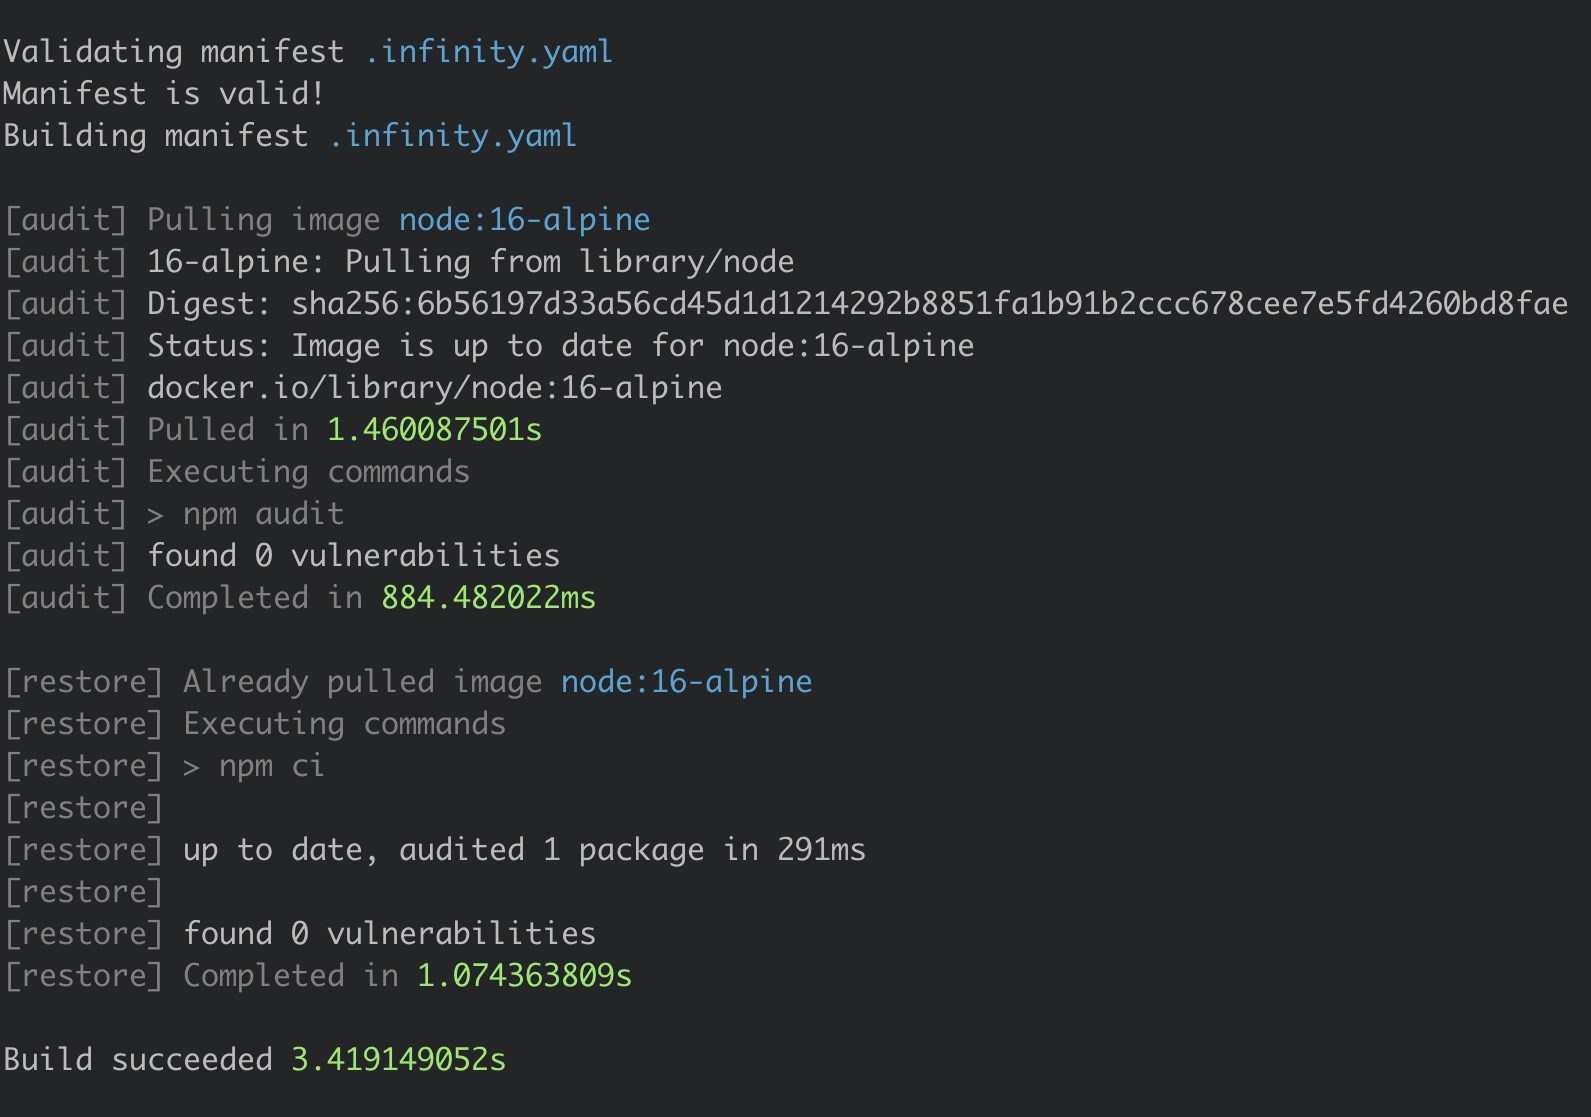 Validating manifest .infinity.yaml
Manifest is valid!
Building manifest .infinity.yaml
[audit] Pulling image node:16-alpine
[audit] 16-alpine: Pulling from library/node
[audit] Digest: sha256:6b56197d33a56cd45d1d1214292b8851fa1b91b2ccc678cee7e5fd4260bd8fae
[audit] Status: Image is up to date for node:16-alpine
[audit] docker.io/library/node:16-alpine
[audit] Pulled in 1.460087501s
[audit] Executing commands
[audit] > npm audit
[audit] found 0 vulnerabilities
[audit] Completed in 884.482022ms
[restore] Already pulled image node:16-alpine
[restore] Executing commands
[restore] > npm ci
[restore]
[restore] up to date, audited 1 package in 291ms
[restore]
[restore] found 0 vulnerabilities
[restore] Completed in 1.074363809s
Build succeeded 3.419149052s